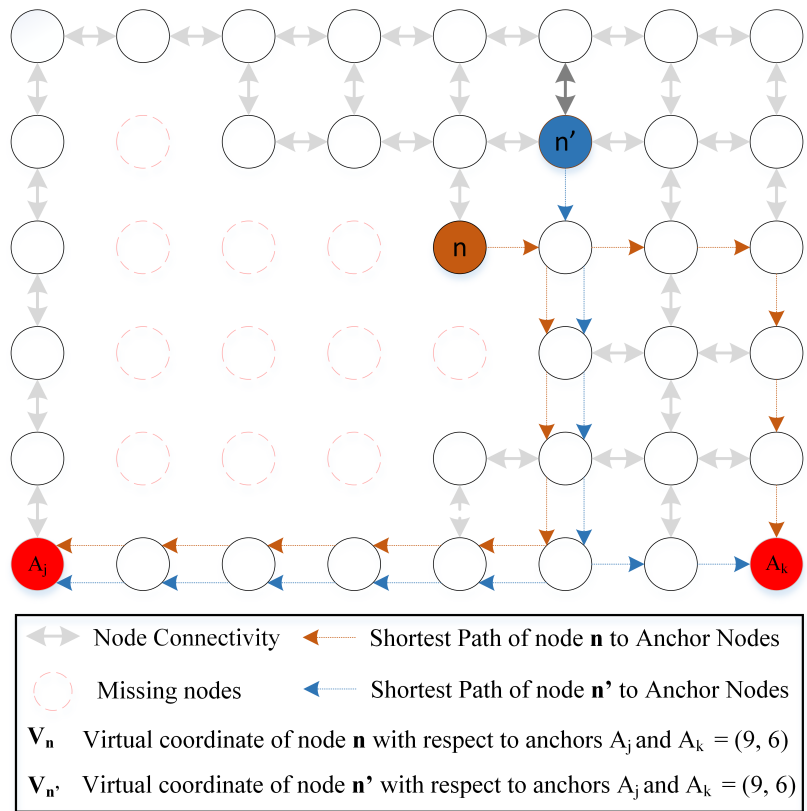 n’
n
Aj
Ak
Node Connectivity
Shortest Path of node n to Anchor Nodes
Missing nodes
Shortest Path of node n’ to Anchor Nodes
Vn Virtual coordinate of node n with respect to anchors Aj and Ak = (9, 6)
Vn’ Virtual coordinate of node n’ with respect to anchors Aj and Ak = (9, 6)